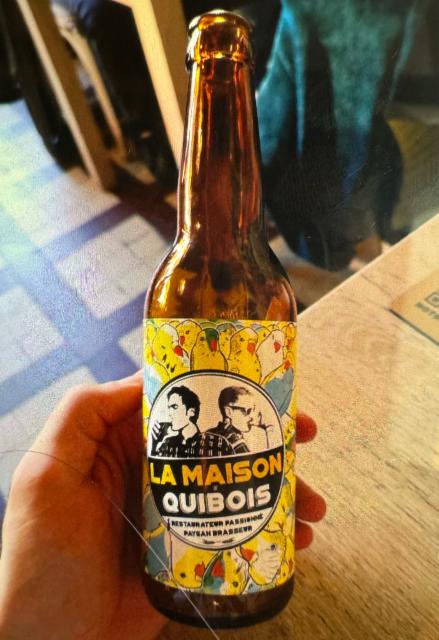 LA MAISON
QUIBOIS
RESTAURATEUR PASSIONNÉ
PAYSAN BRASSEUR